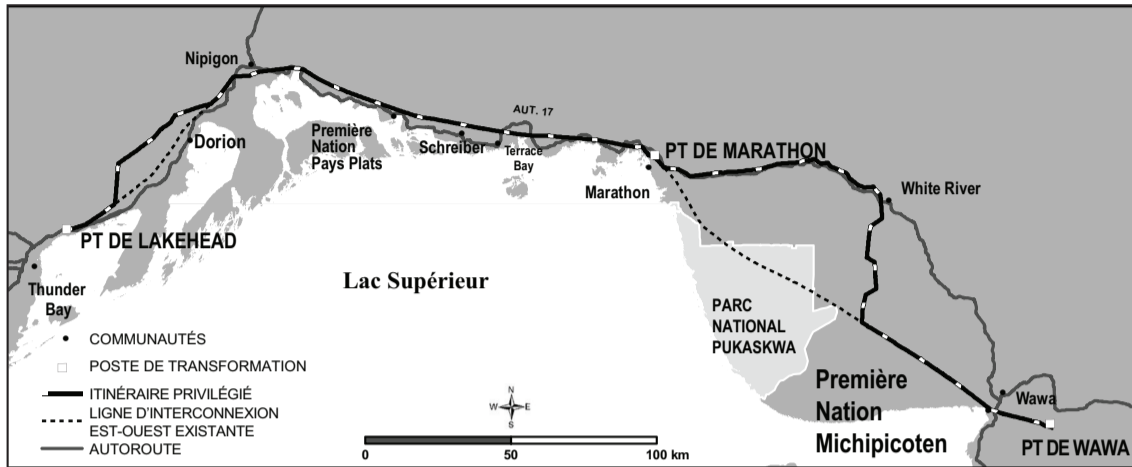 Nipigon
AUT. 17
Dorion
Première
Nation
Pays Plats
Schreiber
Terrace
Bay
PT DE MARATHON
Marathon
White River
PT DE LAKEHEAD
Thunder
Bay
Lac Supérieur
PARC
NATIONAL
PUKASKWA
Première
Nation
Michipicoten
Wawa
PT DE WAWA
COMMUNAUTÉS
POSTE DE TRANSFORMATION
ITINÉRAIRE PRIVILÉGIÉ
LIGNE D'INTERCONNEXION
EST-OUEST EXISTANTE
AUTOROUTE
N
W E
S
0 50 100 km